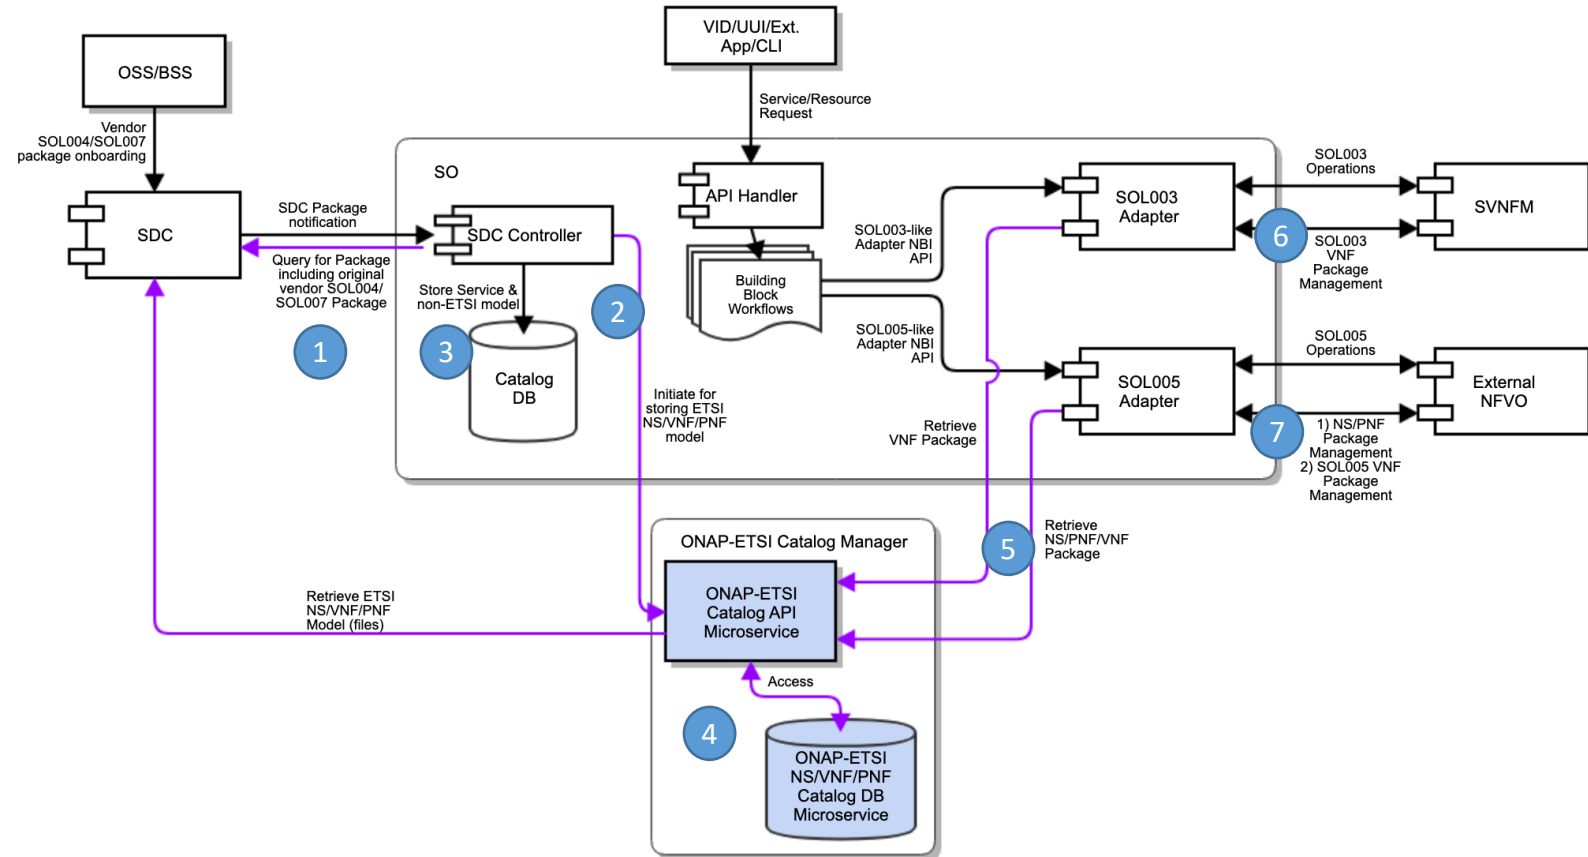 VID/UUI/Ext.
App/CLI
OSS/BSS
Service/Resource
Request
Vendor
SOL004/SOL007
package onboarding
SO
SDC
SDC Package
notification
Query for Package
including original
vendor SOL004/
SOL007 Package
1
SDC Controller
Store Service &
non-ETSI model
2
3
Catalog
DB
Initiate for
storing ETSI
NS/VNF/PNF
model
API Handler
Building
Block
Workflows
SOL003-like
Adapter NBI
API
SOL005-like
Adapter NBI
API
SOL003
Adapter
SOL003
Operations
6
SOL003
VNF
Package
Management
SVNFM
SOL005
Adapter
SOL005
Operations
7
1) NS/PNF
Package
Management
2) SOL005 VNF
Package
Management
External
NFVO
Retrieve
VNF Package
5
Retrieve
NS/PNF/VNF
Package
ONAP-ETSI Catalog Manager
ONAP-ETSI
Catalog API
Microservice
Retrieve ETSI
NS/VNF/PNF
Model (files)
Access
4
ONAP-ETSI
NS/VNF/PNF
Catalog DB
Microservice